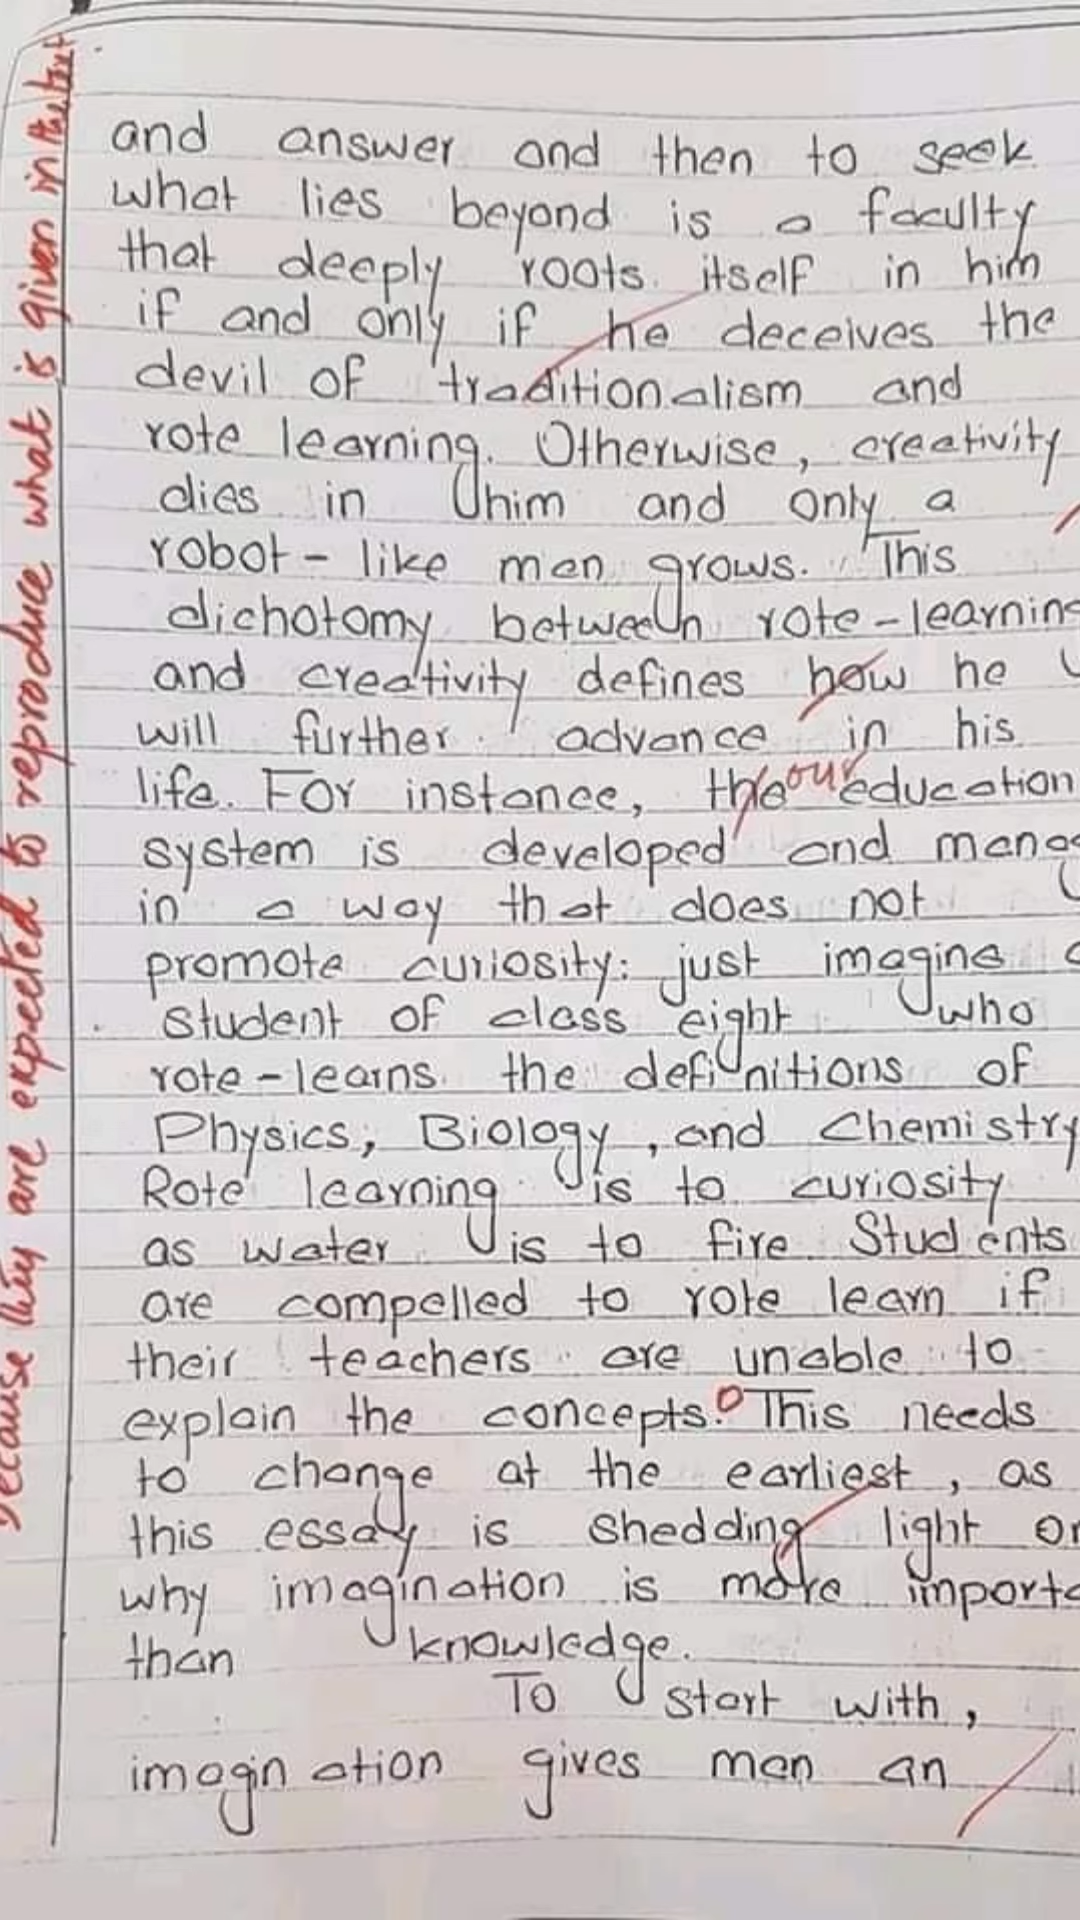 and answer and then to seek
what lies beyond is a faculty
that deeply roots itself in him
if and only if he deceives the
devil of traditionalism and
rote learning. Otherwise, creativity
dies in him and only a
robot-like man grows. This
dichotomy between rote-learning
and creativity defines how he
will further advance in his
life. For instance, the our education
system is developed and mana
in a way that does not
promote curiosity: just imagine a
student of class eight who
rote-learns the definitions of
Physics, Biology, and Chemistry
Rote learning is to curiosity
as water is to fire. Students
are compelled to rote learn if
their teachers are unable to
explain the concepts. This needs
to change at the earliest, as
this essay is shedding light on
why imagination is more importa
than knowledge.
To start with,
imagination gives man an
because they are expected to reproduce what is given in the text